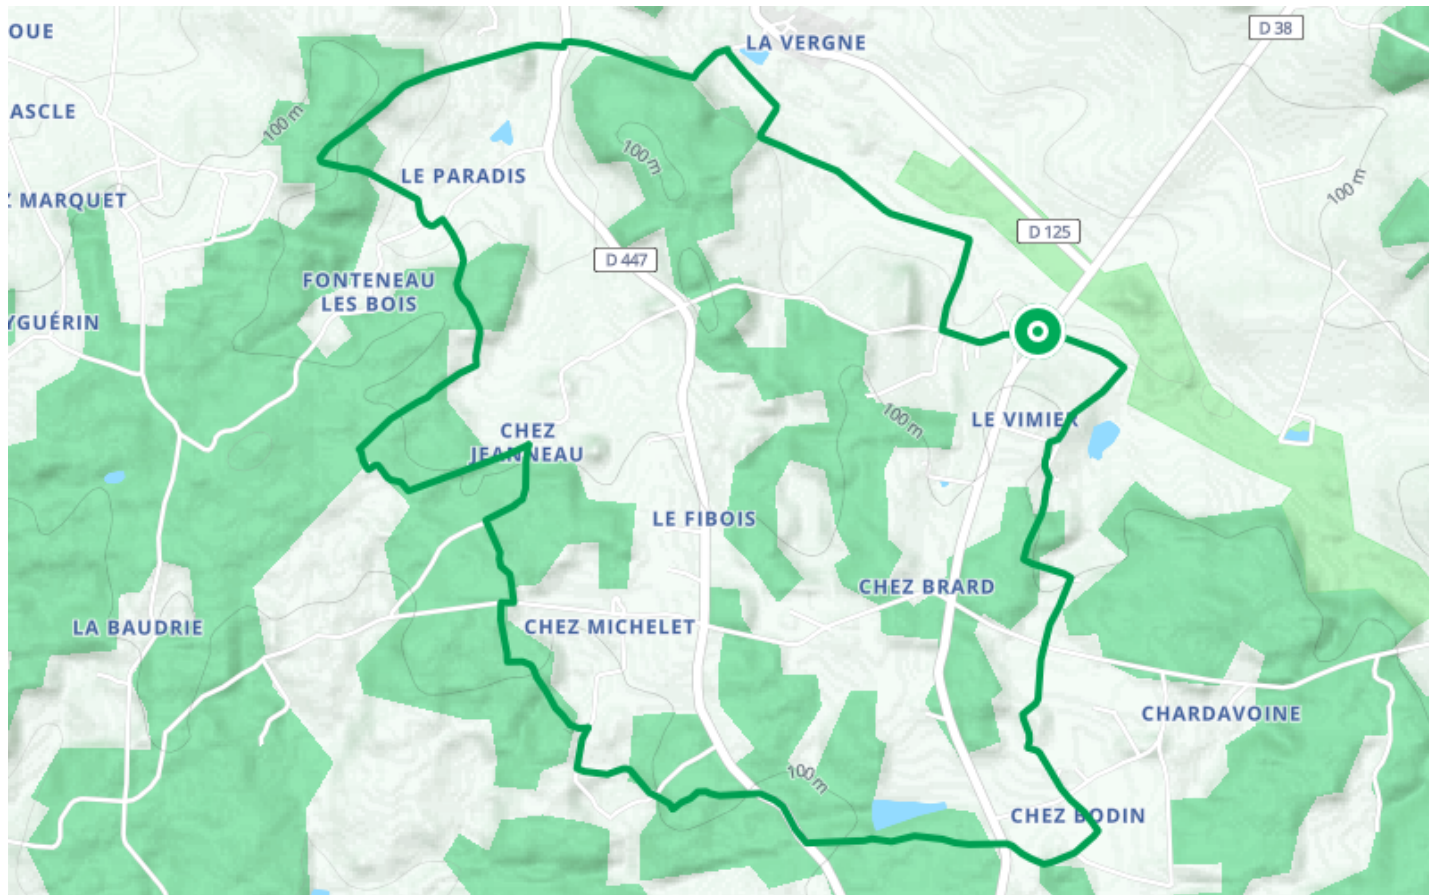 OUE
LA VERGNE
D 38
ASCLE
100 m
100 m
LE PARADIS
100 m
MARQUET
D 125
D 447
FONTENEAU
LES BOIS
YGUÉRIN
100 m
LE VIMIER
CHEZ
JEANNEAU
LE FIBOIS
CHEZ BRARD
LA BAUDRIE
CHEZ MICHELET
CHARDAVOINE
100 m
CHEZ BODIN